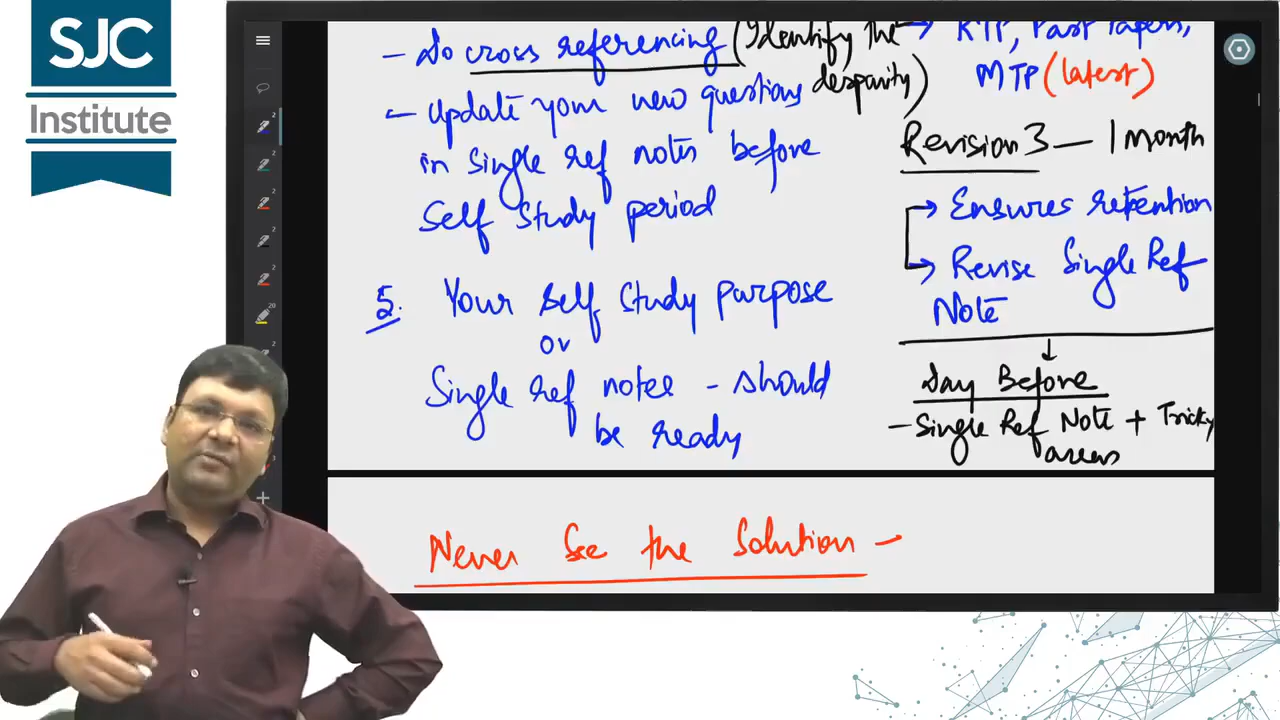 SJC
Institute
- Do cross referencing (Identify the
desparity)
- Update your new questions
in single ref notes before
Self Study period
5. Your Self Study purpose
or
Single ref notes - should
be ready
RTP, Past Papers,
MTP (latest)
Revision 3 - 1 month
→ Ensures retention
→ Revise Single Ref
Note
↓
Day Before
- Single Ref Note + Tricky
areas
Never See the Solution -